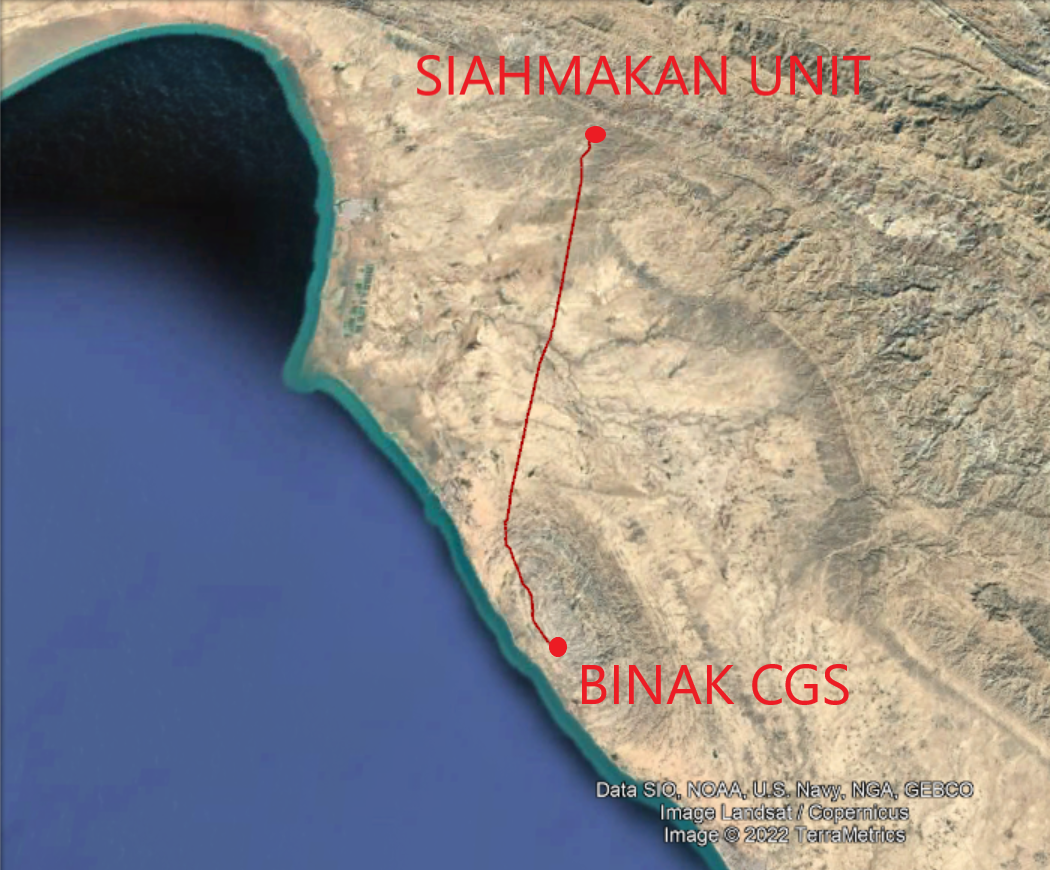 SIAHMAKAN UNIT
BINAK CGS
Data SIO, NOAA, U.S. Navy, NGA, GEBCO
Image Landsat / Copernicus
Image © 2022 TerraMetrics